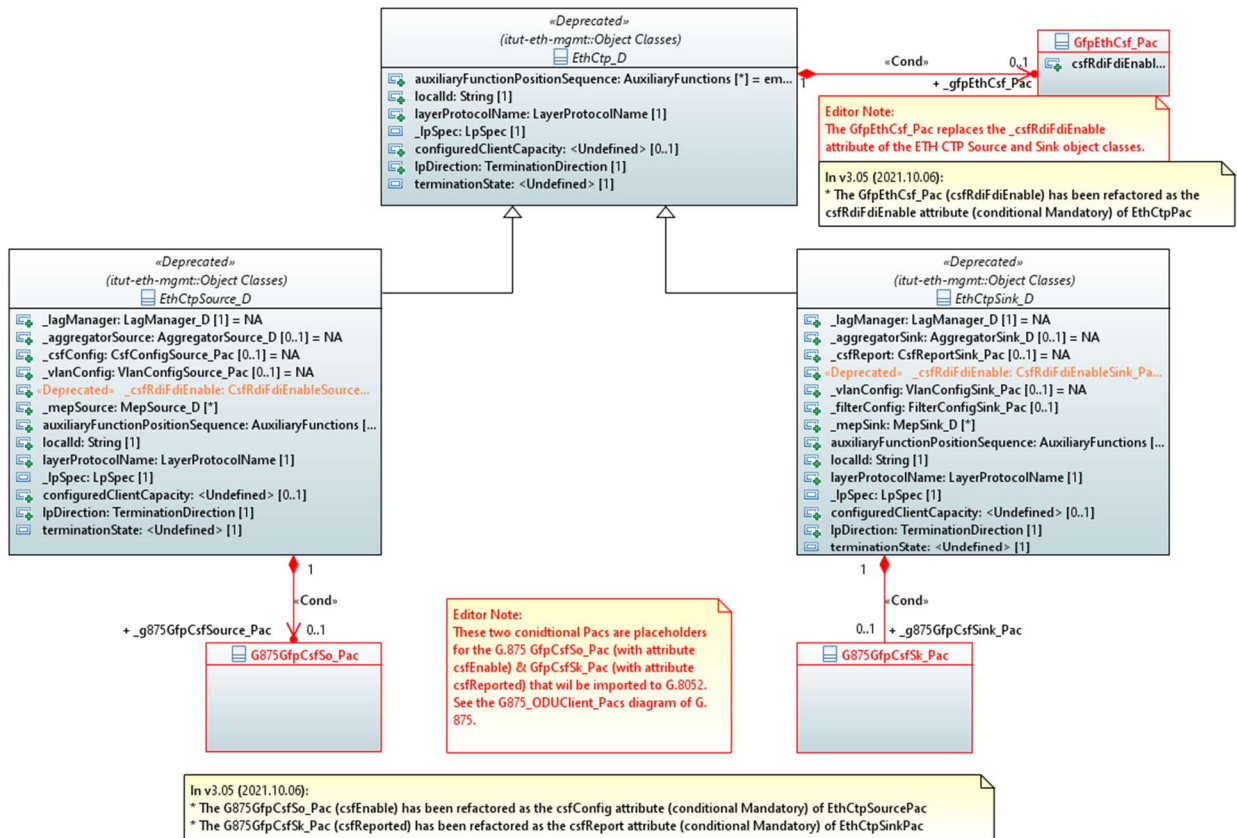 «Deprecated»
(itut-eth-mgmt::Object Classes)
EthCtp_D
auxiliaryFunctionPositionSequence: AuxiliaryFunctions [*] = em...
localId: String [1]
layerProtocolName: LayerProtocolName [1]
_lpSpec: LpSpec [1]
configuredClientCapacity: <Undefined> [0..1]
lpDirection: TerminationDirection [1]
terminationState: <Undefined> [1]
1
«Cond»
0..1
+ _gfpEthCsf_Pac
GfpEthCsf_Pac
csfRdiFdiEnabl...
Editor Note:
The GfpEthCsf_Pac replaces the _csfRdiFdiEnable
attribute of the ETH CTP Source and Sink object classes.
In v3.05 (2021.10.06):
* The GfpEthCsf_Pac (csfRdiFdiEnable) has been refactored as the
csfRdiFdiEnable attribute (conditional Mandatory) of EthCtpPac
«Deprecated»
(itut-eth-mgmt::Object Classes)
EthCtpSource_D
_lagManager: LagManager_D [1] = NA
_aggregatorSource: AggregatorSource_D [0..1] = NA
_csfConfig: CsfConfigSource_Pac [0..1] = NA
_vlanConfig: VlanConfigSource_Pac [0..1] = NA
«Deprecated» _csfRdiFdiEnable: CsfRdiFdiEnableSource...
_mepSource: MepSource_D [*]
auxiliaryFunctionPositionSequence: AuxiliaryFunctions [...
localId: String [1]
layerProtocolName: LayerProtocolName [1]
_lpSpec: LpSpec [1]
configuredClientCapacity: <Undefined> [0..1]
lpDirection: TerminationDirection [1]
terminationState: <Undefined> [1]
«Deprecated»
(itut-eth-mgmt::Object Classes)
EthCtpSink_D
_lagManager: LagManager_D [1] = NA
_aggregatorSink: AggregatorSink_D [0..1] = NA
_csfReport: CsfReportSink_Pac [0..1] = NA
«Deprecated» _csfRdiFdiEnable: CsfRdiFdiEnableSink_Pa...
_vlanConfig: VlanConfigSink_Pac [0..1] = NA
_filterConfig: FilterConfigSink_Pac [0..1]
_mepSink: MepSink_D [*]
auxiliaryFunctionPositionSequence: AuxiliaryFunctions [...
localId: String [1]
layerProtocolName: LayerProtocolName [1]
_lpSpec: LpSpec [1]
configuredClientCapacity: <Undefined> [0..1]
lpDirection: TerminationDirection [1]
terminationState: <Undefined> [1]
1
«Cond»
+ _g875GfpCsfSource_Pac
0..1
G875GfpCsfSo_Pac
Editor Note:
These two conidtional Pacs are placeholders
for the G.875 GfpCsfSo_Pac (with attribute
csfEnable) & GfpCsfSk_Pac (with attribute
csfReported) that wil be imported to G.8052.
See the G875_ODUClient_Pacs diagram of G.
875.
1
«Cond»
0..1
+ _g875GfpCsfSink_Pac
G875GfpCsfSk_Pac
In v3.05 (2021.10.06):
* The G875GfpCsfSo_Pac (csfEnable) has been refactored as the csfConfig attribute (conditional Mandatory) of EthCtpSourcePac
* The G875GfpCsfSk_Pac (csfReported) has been refactored as the csfReport attribute (conditional Mandatory) of EthCtpSinkPac